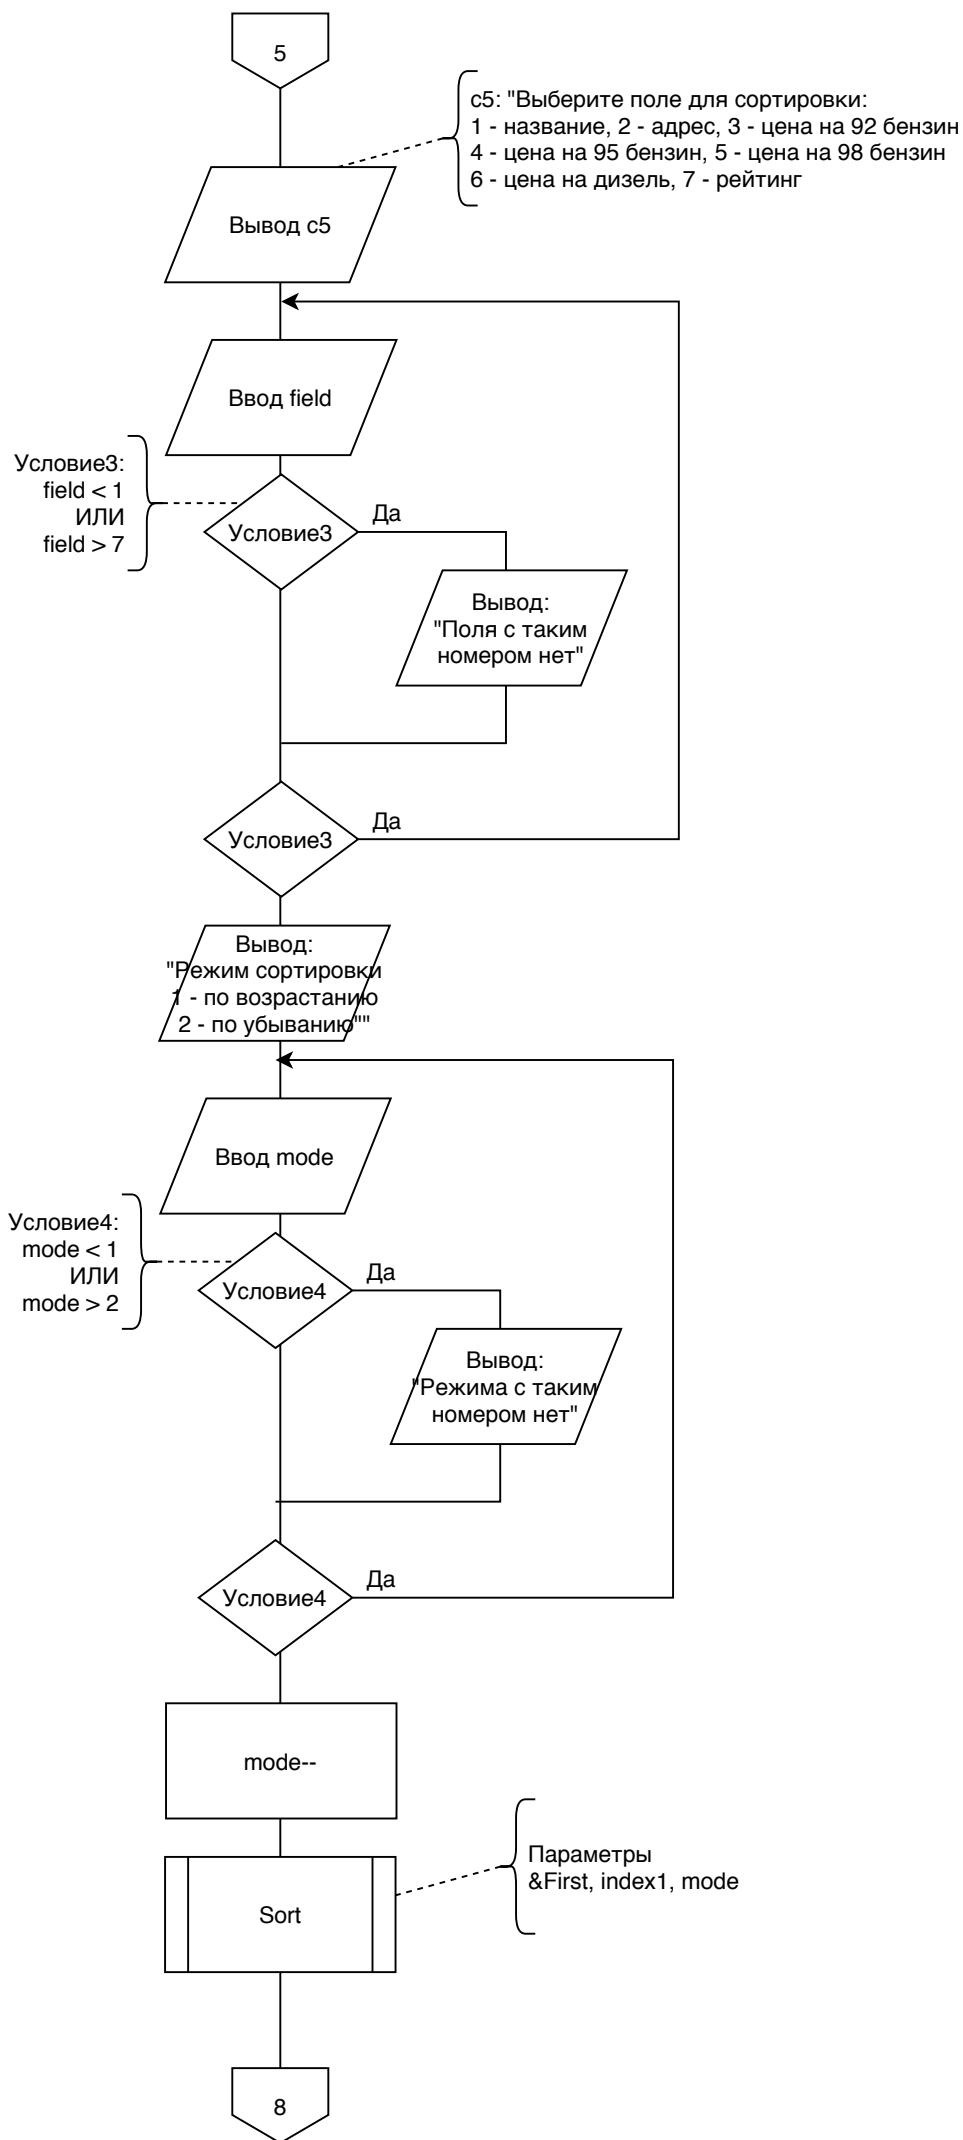 5
c5: "Выберите поле для сортировки:
1 - название, 2 - адрес, 3 - цена на 92 бензин
4 - цена на 95 бензин, 5 - цена на 98 бензин
6 - цена на дизель, 7 - рейтинг
Вывод c5
Ввод field
Условие3:
field < 1
ИЛИ
field > 7
Условие3
Да
Вывод:
"Поля с таким
номером нет"
Условие3
Да
Вывод:
"Режим сортировки
1 - по возрастанию
2 - по убыванию""
Ввод mode
Условие4:
mode < 1
ИЛИ
mode > 2
Условие4
Да
Вывод:
"Режима с таким
номером нет"
Условие4
Да
mode--
Параметры
&First, index1, mode
Sort
8